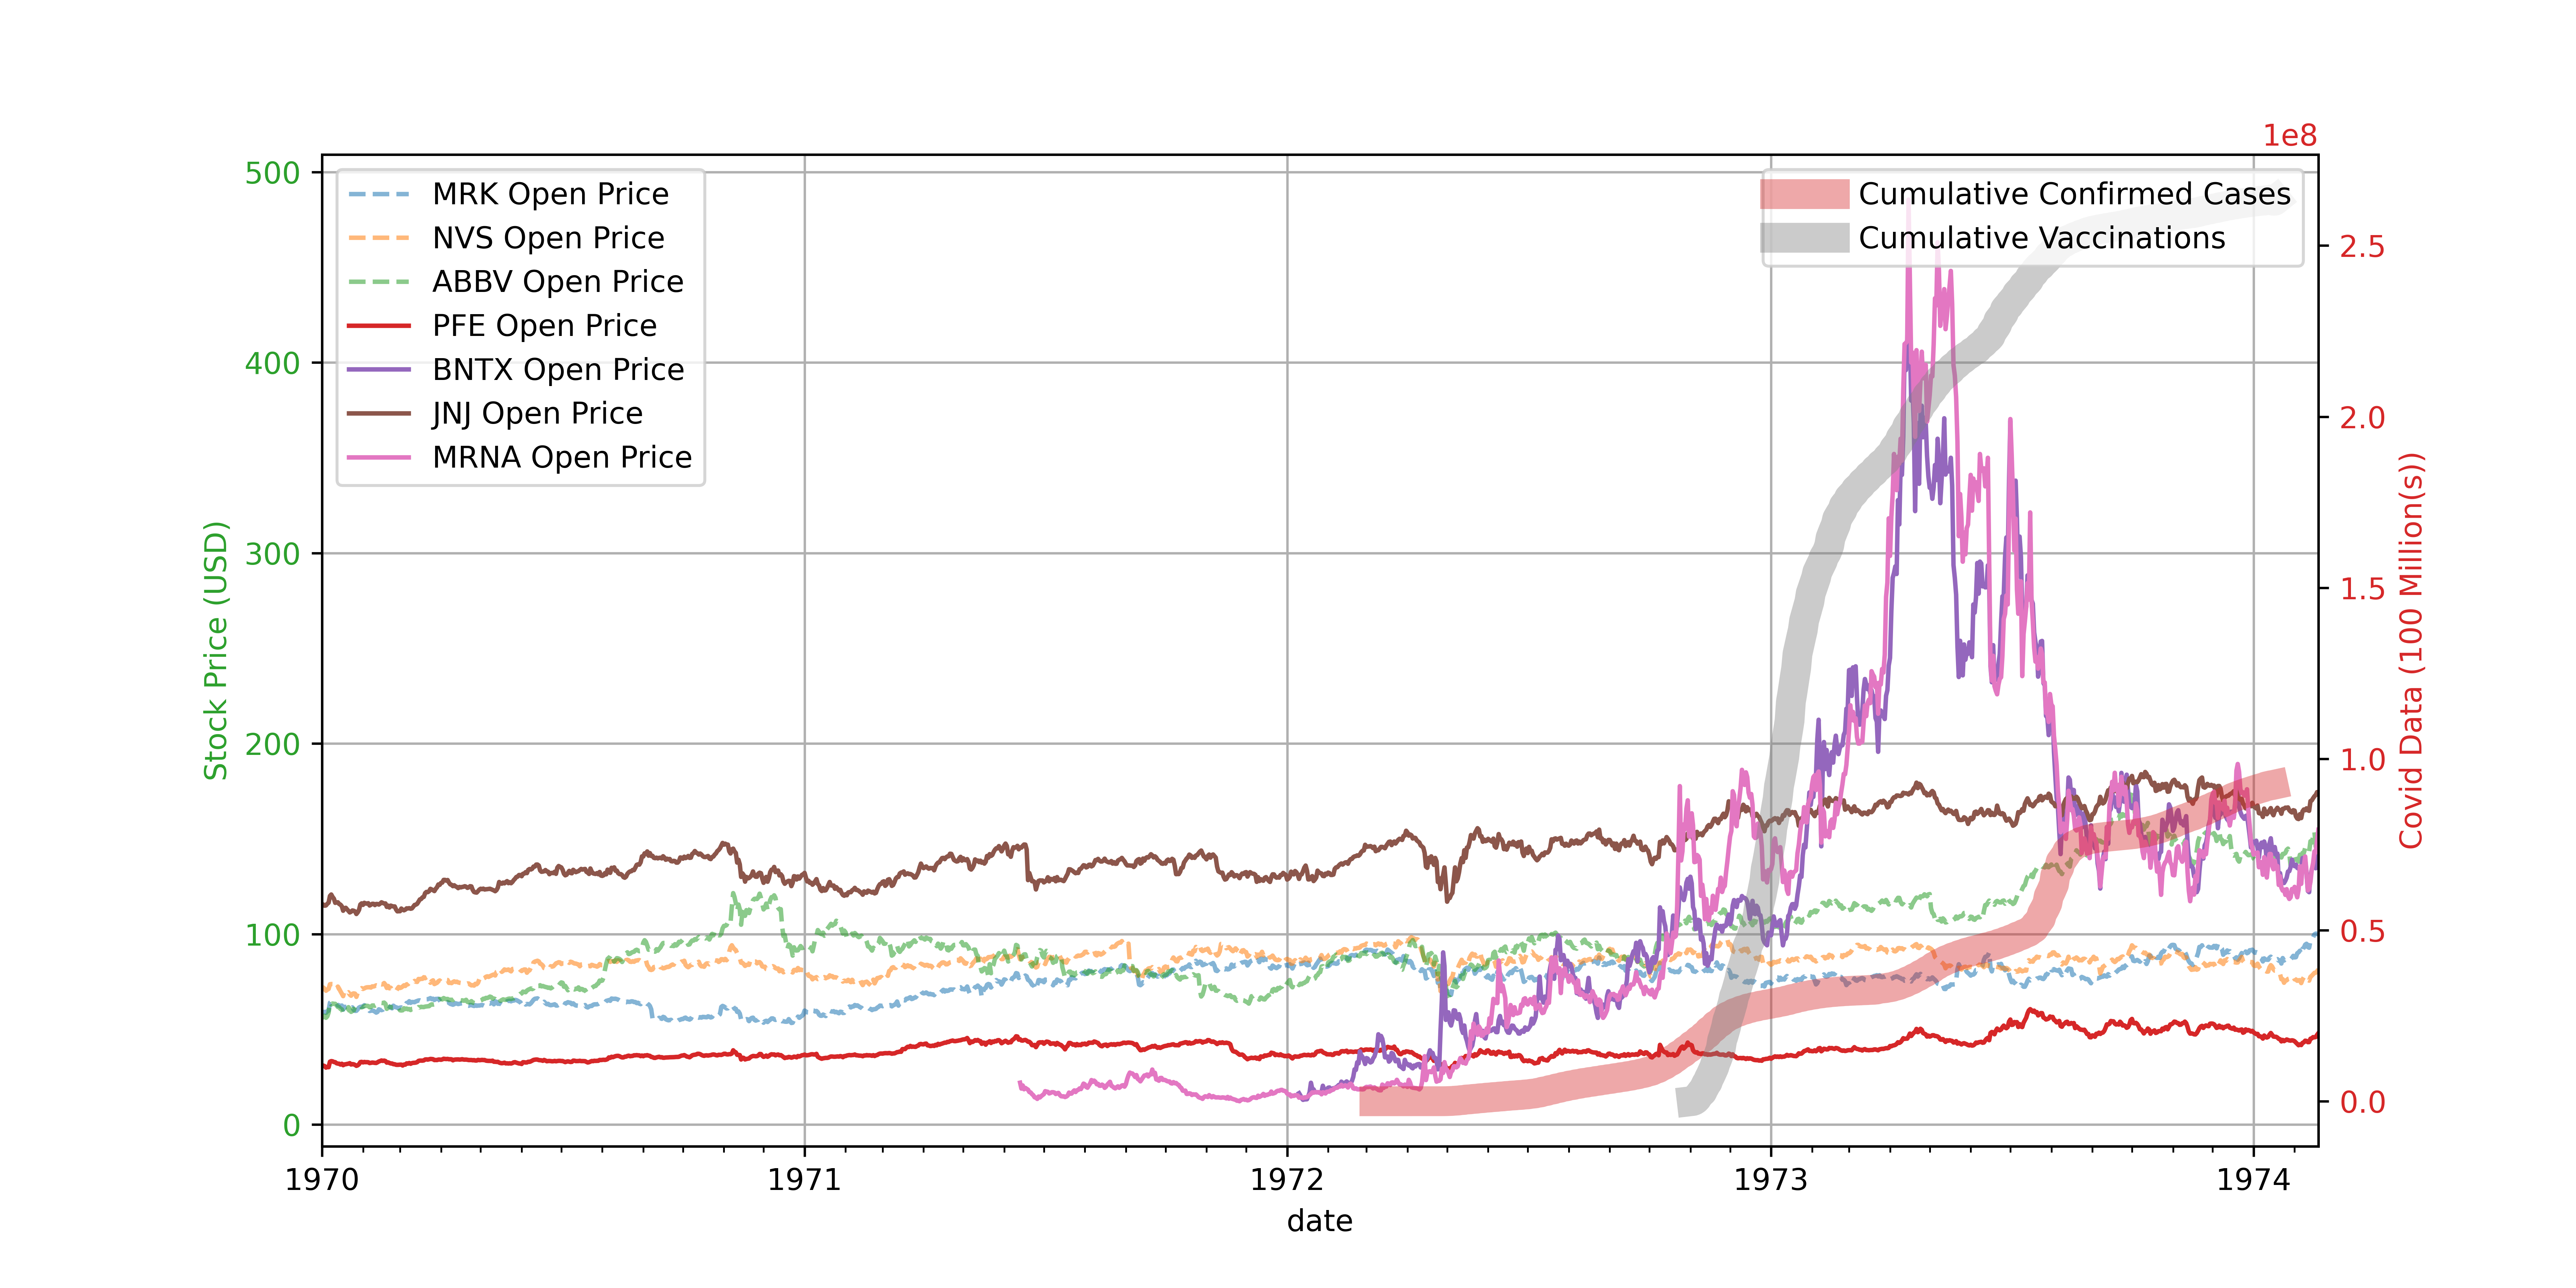 1e8
500
400
300
200
100
0
Stock Price (USD)
MRK Open Price
NVS Open Price
ABBV Open Price
PFE Open Price
BNTX Open Price
JNJ Open Price
MRNA Open Price
Cumulative Confirmed Cases
Cumulative Vaccinations
2.5
2.0
1.5
1.0
0.5
0.0
Covid Data (100 Million(s))
1970 1971 1972 1973 1974
date